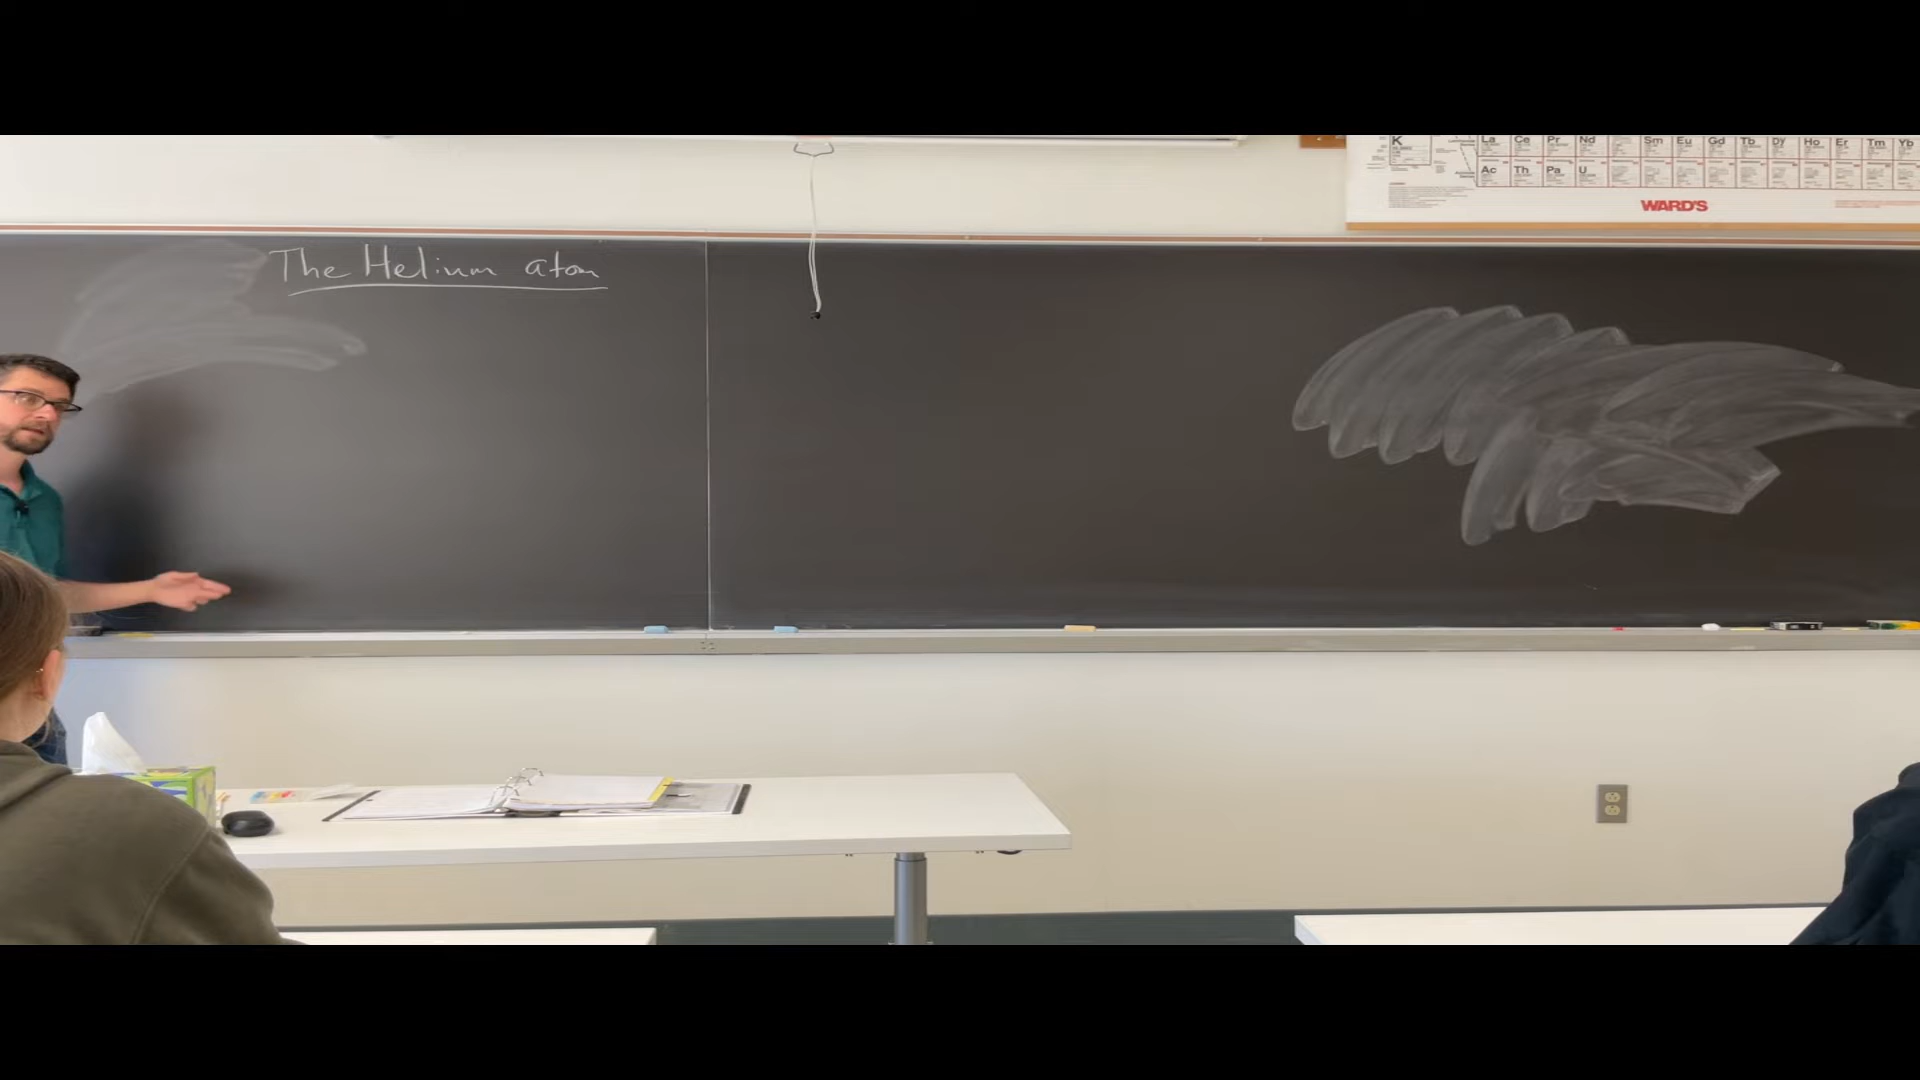 K La Ce Pr Nd Sm Eu Gd Tb Dy Ho Er Tm Yb
Ac Th Pa U
WARD'S
The Helium atom